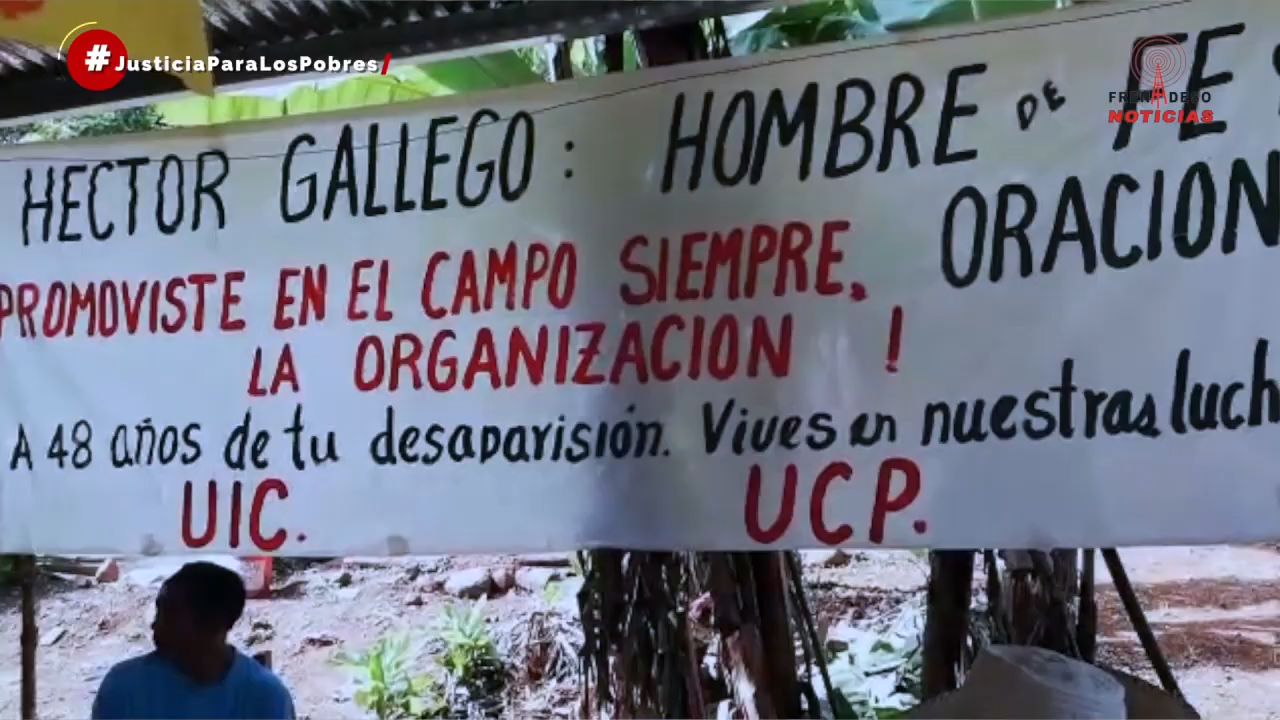 #JusticiaParaLosPobres/
FRENADESO
NOTICIAS
HECTOR GALLEGO: HOMBRE DE FE
ORACION
PROMOVISTE EN EL CAMPO SIEMPRE,
LA ORGANIZACION !
A 48 años de tu desaparisión. Vives en nuestras luch
UIC. UCP.